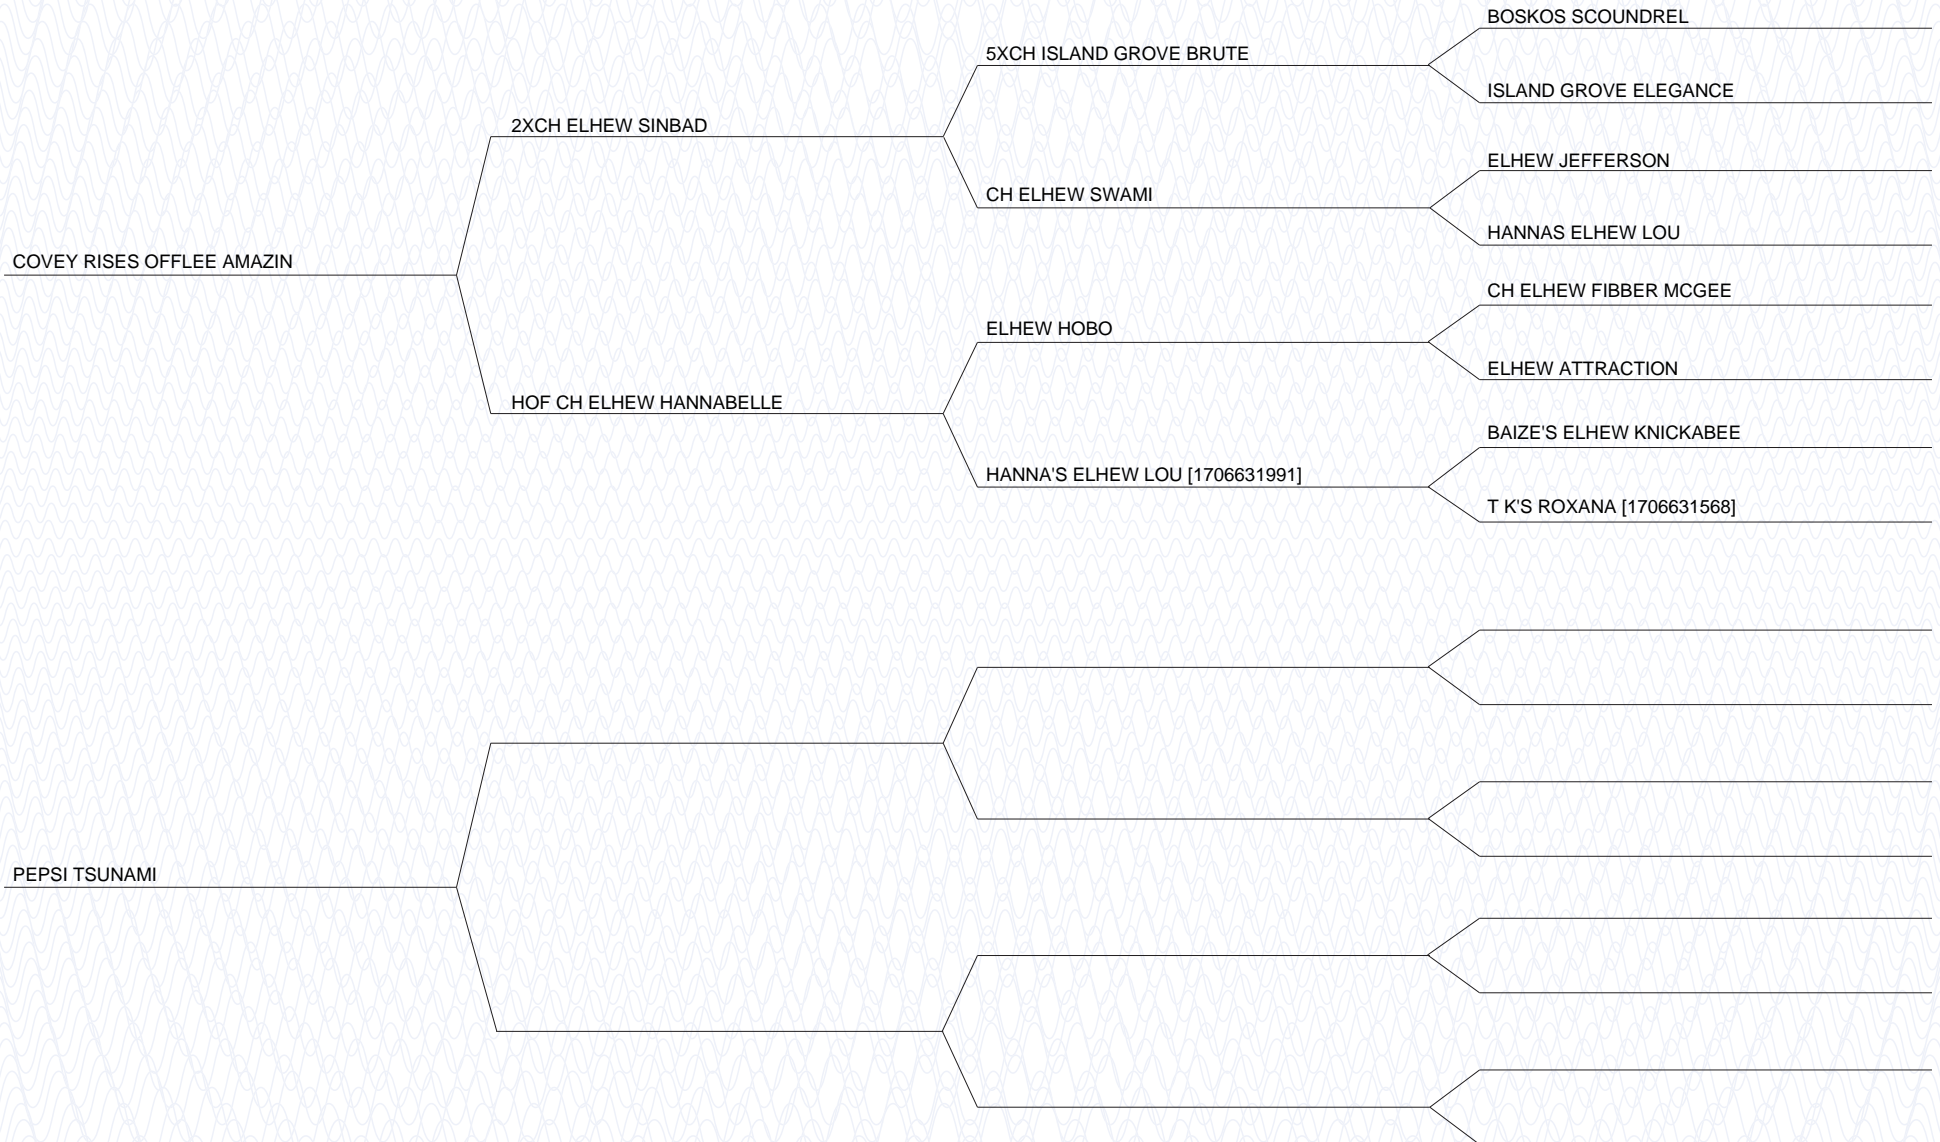 BOSKOS SCOUNDREL
5XCH ISLAND GROVE BRUTE
ISLAND GROVE ELEGANCE
2XCH ELHEW SINBAD
ELHEW JEFFERSON
CH ELHEW SWAMI
HANNAS ELHEW LOU
COVEY RISES OFFLEE AMAZIN
CH ELHEW FIBBER MCGEE
ELHEW HOBO
ELHEW ATTRACTION
HOF CH ELHEW HANNABELLE
BAIZE'S ELHEW KNICKABEE
HANNA'S ELHEW LOU [1706631991]
T K'S ROXANA [1706631568]
PEPSI TSUNAMI